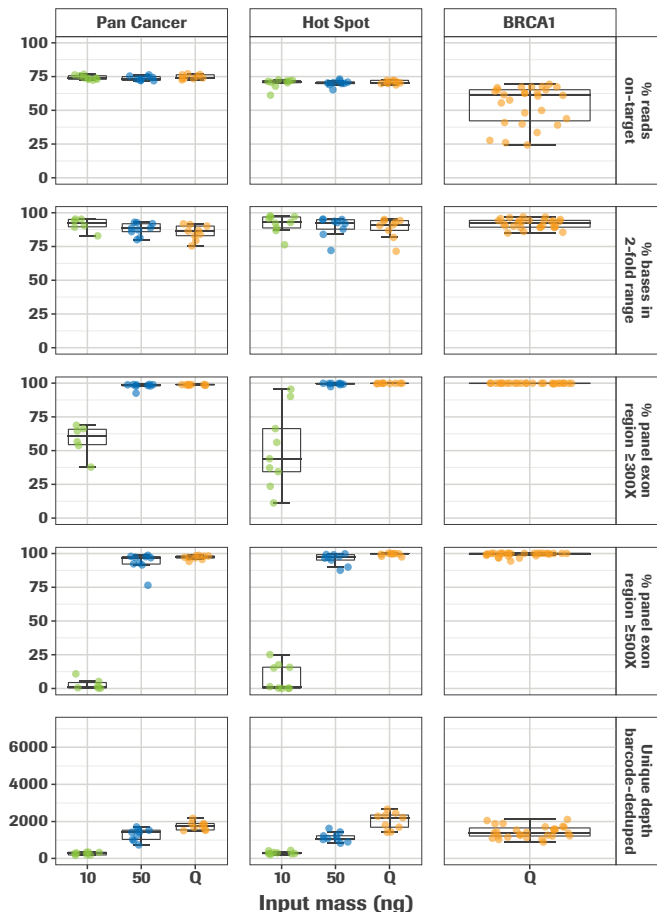 Pan Cancer
Hot Spot
BRCA1
100
75
50
25
0
% reads
on-target
100
75
50
25
0
% bases in
2-fold range
100
75
50
25
0
% panel exon
region ≥300X
100
75
50
25
0
% panel exon
region ≥500X
6000
4000
2000
0
Unique depth
barcode-deduped
10 50 Q
10 50 Q
Q
Input mass (ng)